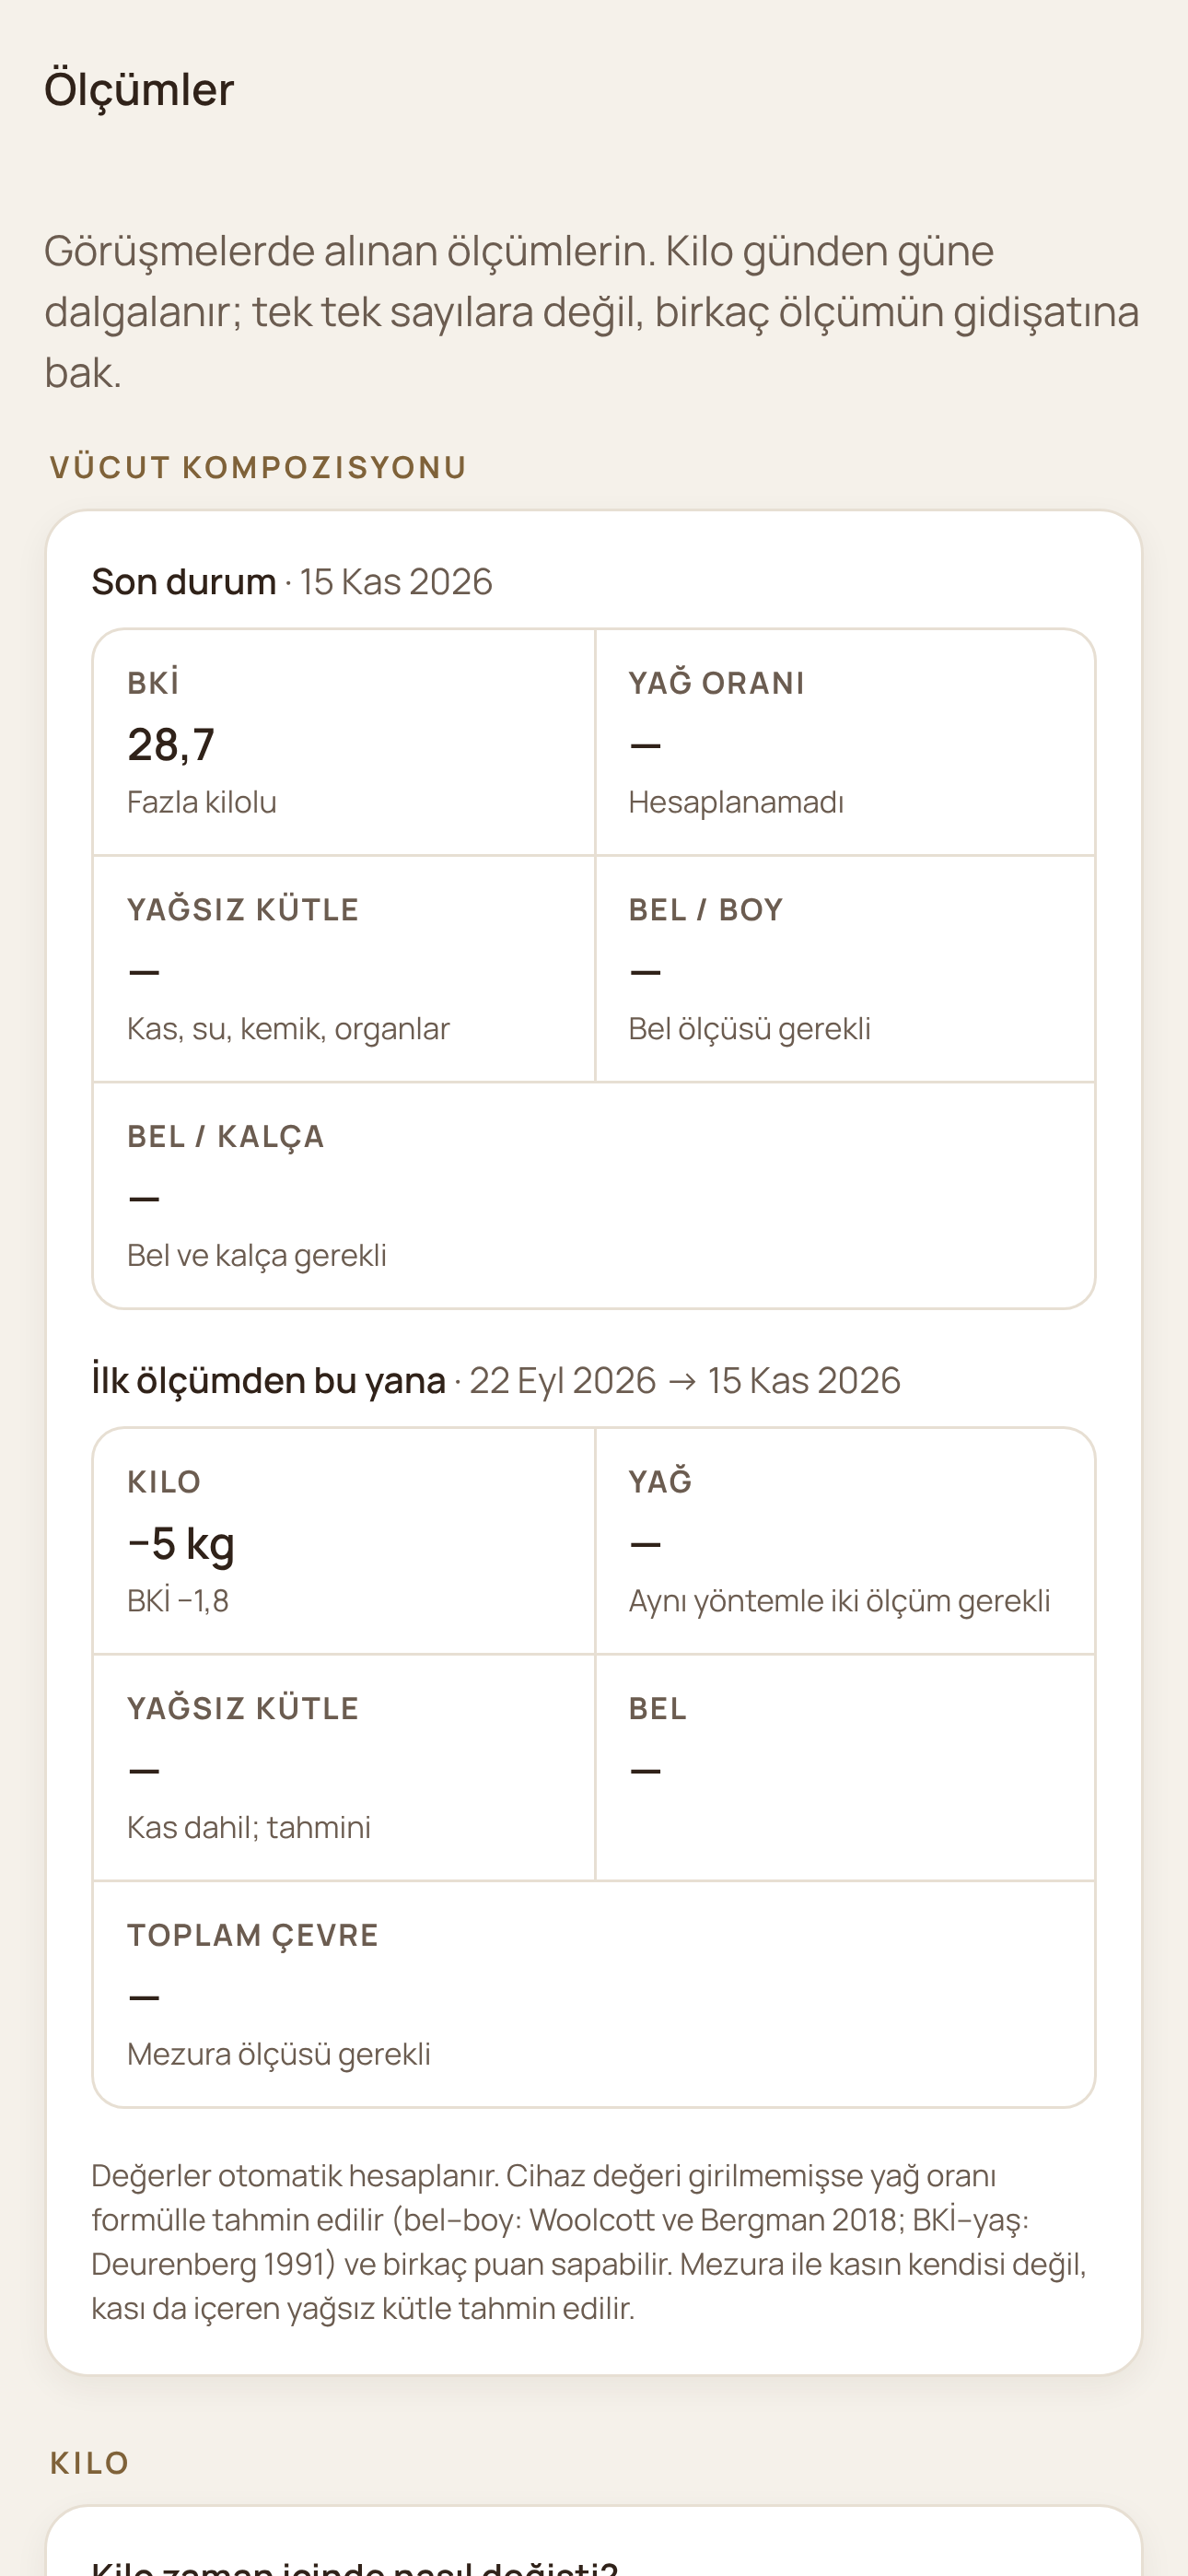 Ölçümler
Görüşmelerde alınan ölçümlerin. Kilo günden güne
dalgalanır; tek tek sayılara değil, birkaç ölçümün gidişatına
bak.
VÜCUT KOMPOZISYONU
Son durum · 15 Kas 2026
BKİ
28,7
Fazla kilolu
YAĞ ORANI
—
Hesaplanamadı
YAĞSIZ KÜTLE
—
Kas, su, kemik, organlar
BEL / BOY
—
Bel ölçüsü gerekli
BEL / KALÇA
—
Bel ve kalça gerekli
İlk ölçümden bu yana · 22 Eyl 2026 → 15 Kas 2026
KILO
−5 kg
BKİ −1,8
YAĞ
—
Aynı yöntemle iki ölçüm gerekli
YAĞSIZ KÜTLE
—
Kas dahil; tahmini
BEL
—
TOPLAM ÇEVRE
—
Mezura ölçüsü gerekli
Değerler otomatik hesaplanır. Cihaz değeri girilmemişse yağ oranı
formülle tahmin edilir (bel–boy: Woolcott ve Bergman 2018; BKİ–yaş:
Deurenberg 1991) ve birkaç puan sapabilir. Mezura ile kasın kendisi değil,
kası da içeren yağsız kütle tahmin edilir.
KILO
Kilo zaman içinde nasıl değişti?